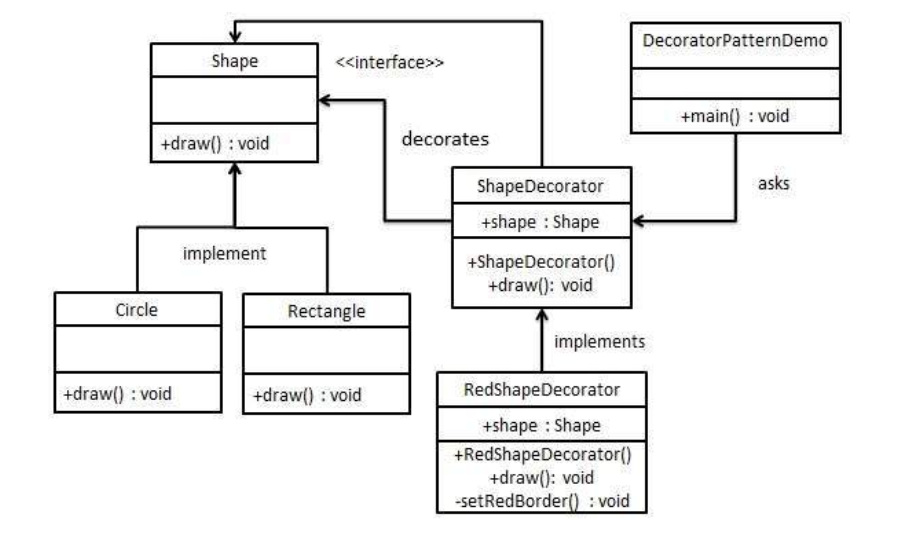 Shape
+draw() : void
<<interface>>
decorates
DecoratorPatternDemo
+main() : void
asks
ShapeDecorator
+shape : Shape
+ShapeDecorator()
+draw(): void
implement
Circle
+draw() : void
Rectangle
+draw() : void
implements
RedShapeDecorator
+shape : Shape
+RedShapeDecorator()
+draw(): void
-setRedBorder() : void